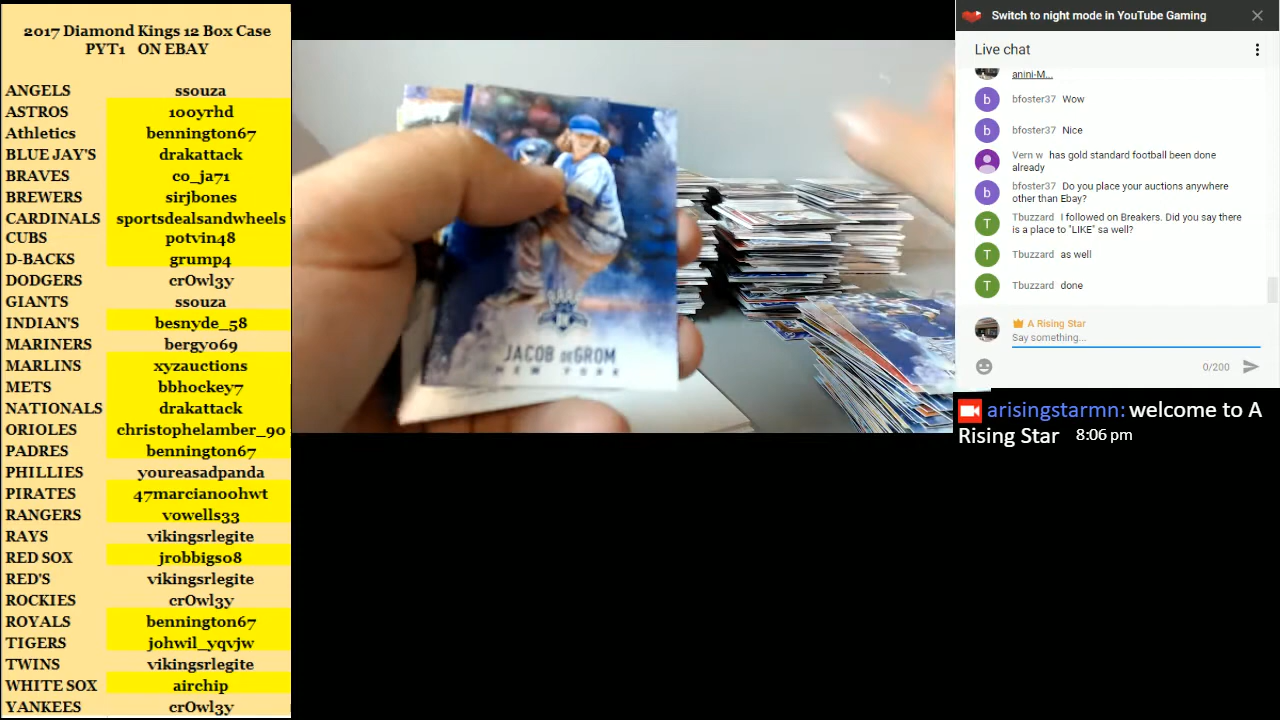 2017 Diamond Kings 12 Box Case
PYT1 ON EBAY
ANGELS ssouza
ASTROS 100yrhd
Athletics bennington67
BLUE JAY'S drakattack
BRAVES co_ja71
BREWERS sirjbones
CARDINALS sportsdealsandwheels
CUBS potvin48
D-BACKS grump4
DODGERS crOwl3y
GIANTS ssouza
INDIAN'S besnyde_58
MARINERS bergy069
MARLINS xyzauctions
METS bbhockey7
NATIONALS drakattack
ORIOLES christophelamber_90
PADRES bennington67
PHILLIES youreasadpanda
PIRATES 47marcianoohwt
RANGERS vowells33
RAYS vikingsrlegite
RED SOX jrobbigs08
RED'S vikingsrlegite
ROCKIES crOwl3y
ROYALS bennington67
TIGERS johwil_yqvjw
TWINS vikingsrlegite
WHITE SOX airchip
YANKEES crOwl3y
JACOB deGROM
NEW YORK
Switch to night mode in YouTube Gaming
Live chat
anini-M...
b bfoster37 Wow
b bfoster37 Nice
Vern w has gold standard football been done
already
b bfoster37 Do you place your auctions anywhere
other than Ebay?
T Tbuzzard I followed on Breakers. Did you say there
is a place to "LIKE" sa well?
T Tbuzzard as well
T Tbuzzard done
A Rising Star
Say something...
0/200
arisingstarmn: welcome to A
Rising Star 8:06 pm